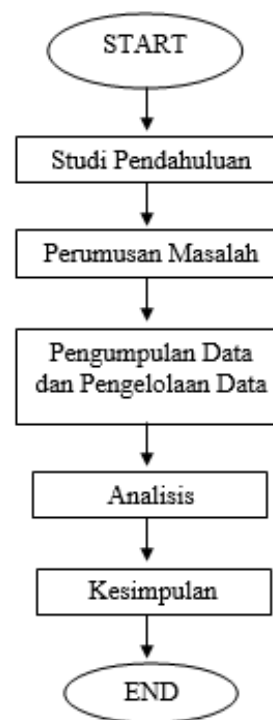 START
Studi Pendahuluan
Perumusan Masalah
Pengumpulan Data
dan Pengelolaan Data
Analisis
Kesimpulan
END